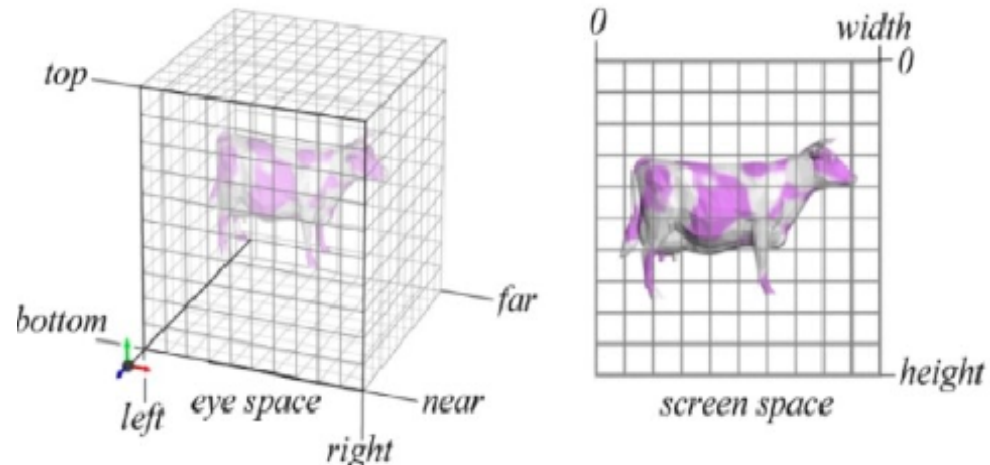 top
bottom
left
eye space
right
near
far
0
width
0
height
screen space